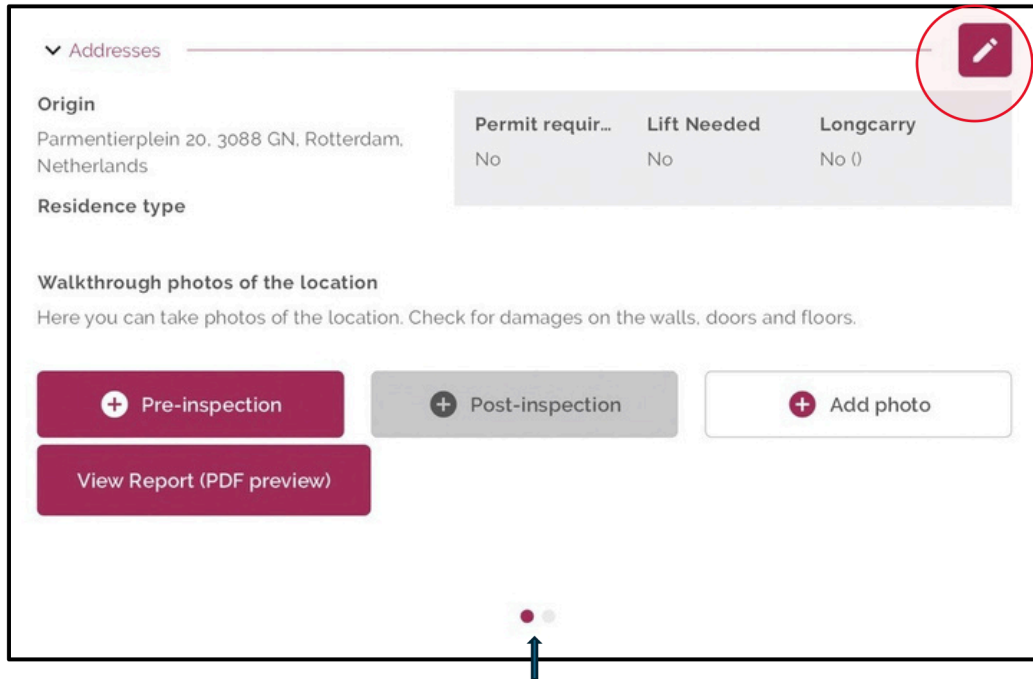 Addresses
Origin
Parmentierplein 20, 3088 GN, Rotterdam,
Netherlands
Residence type
Permit requir... Lift Needed Longcarry
No No No ()
Walkthrough photos of the location
Here you can take photos of the location. Check for damages on the walls, doors and floors.
Pre-inspection Post-inspection Add photo
View Report (PDF preview)